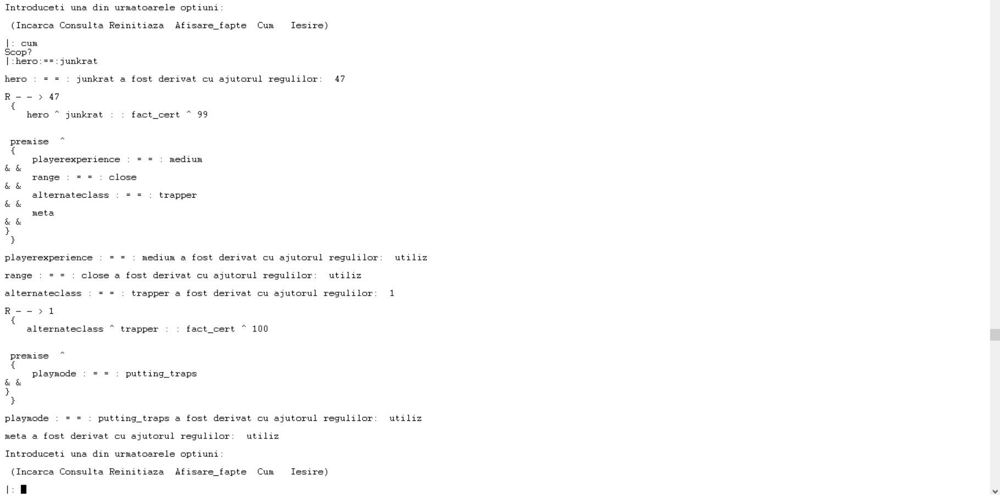 Introduceti una din urmatoarele optiuni:
(Incarca Consulta Reinitiaza  Afisare_fapte  Cum   Iesire)
|: cum
Scop?
|:hero:==:junkrat
hero : = = : junkrat a fost derivat cu ajutorul regulilor:  47
R - - > 47
{
hero ^ junkrat : : fact_cert ^ 99
premise  ^
{
playerexperience : = = : medium
& &
range : = = : close
& &
alternateclass : = = : trapper
& &
meta
& &
}
}
playerexperience : = = : medium a fost derivat cu ajutorul regulilor:  utiliz
range : = = : close a fost derivat cu ajutorul regulilor:  utiliz
alternateclass : = = : trapper a fost derivat cu ajutorul regulilor:  1
R - - > 1
{
alternateclass ^ trapper : : fact_cert ^ 100
premise  ^
{
playmode : = = : putting_traps
& &
}
}
playmode : = = : putting_traps a fost derivat cu ajutorul regulilor:  utiliz
meta a fost derivat cu ajutorul regulilor:  utiliz
Introduceti una din urmatoarele optiuni:
(Incarca Consulta Reinitiaza  Afisare_fapte  Cum   Iesire)
|: